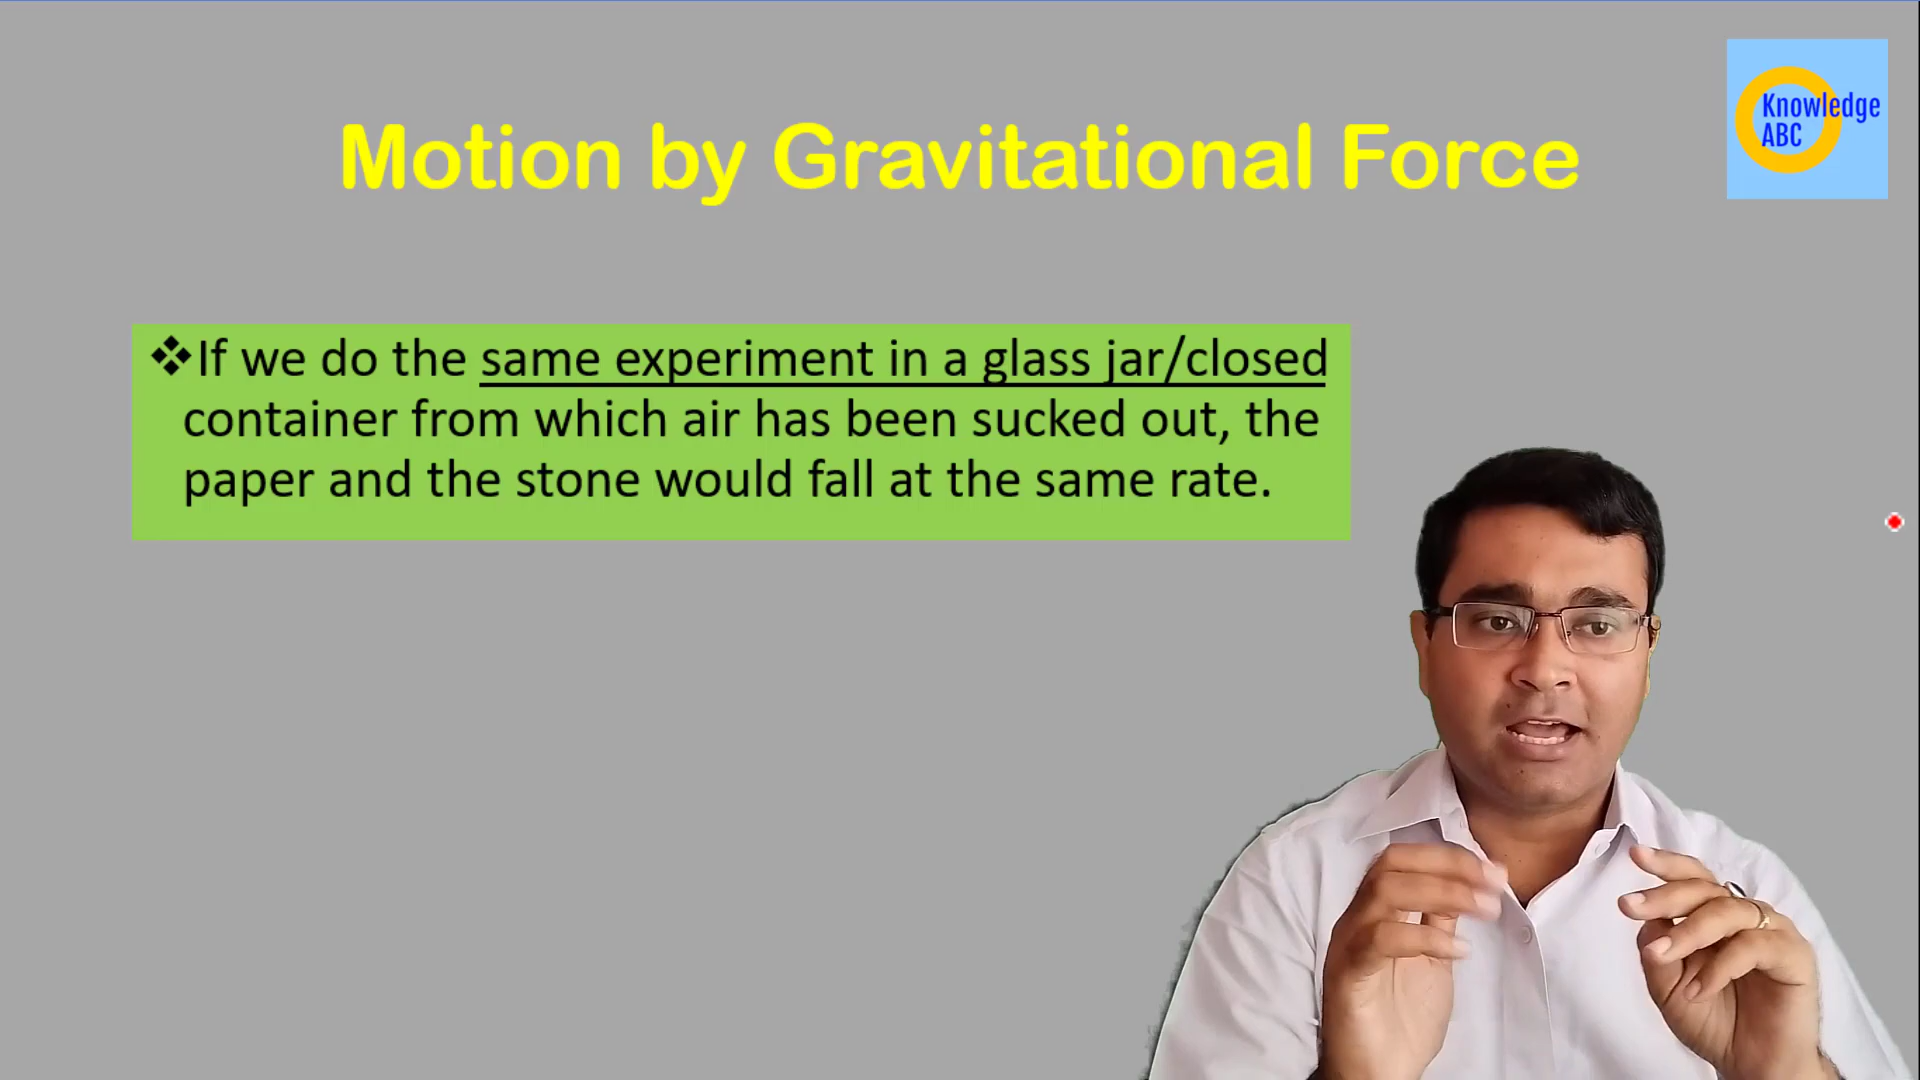 Motion by Gravitational Force
Knowledge
ABC
❖If we do the same experiment in a glass jar/closed
container from which air has been sucked out, the
paper and the stone would fall at the same rate.